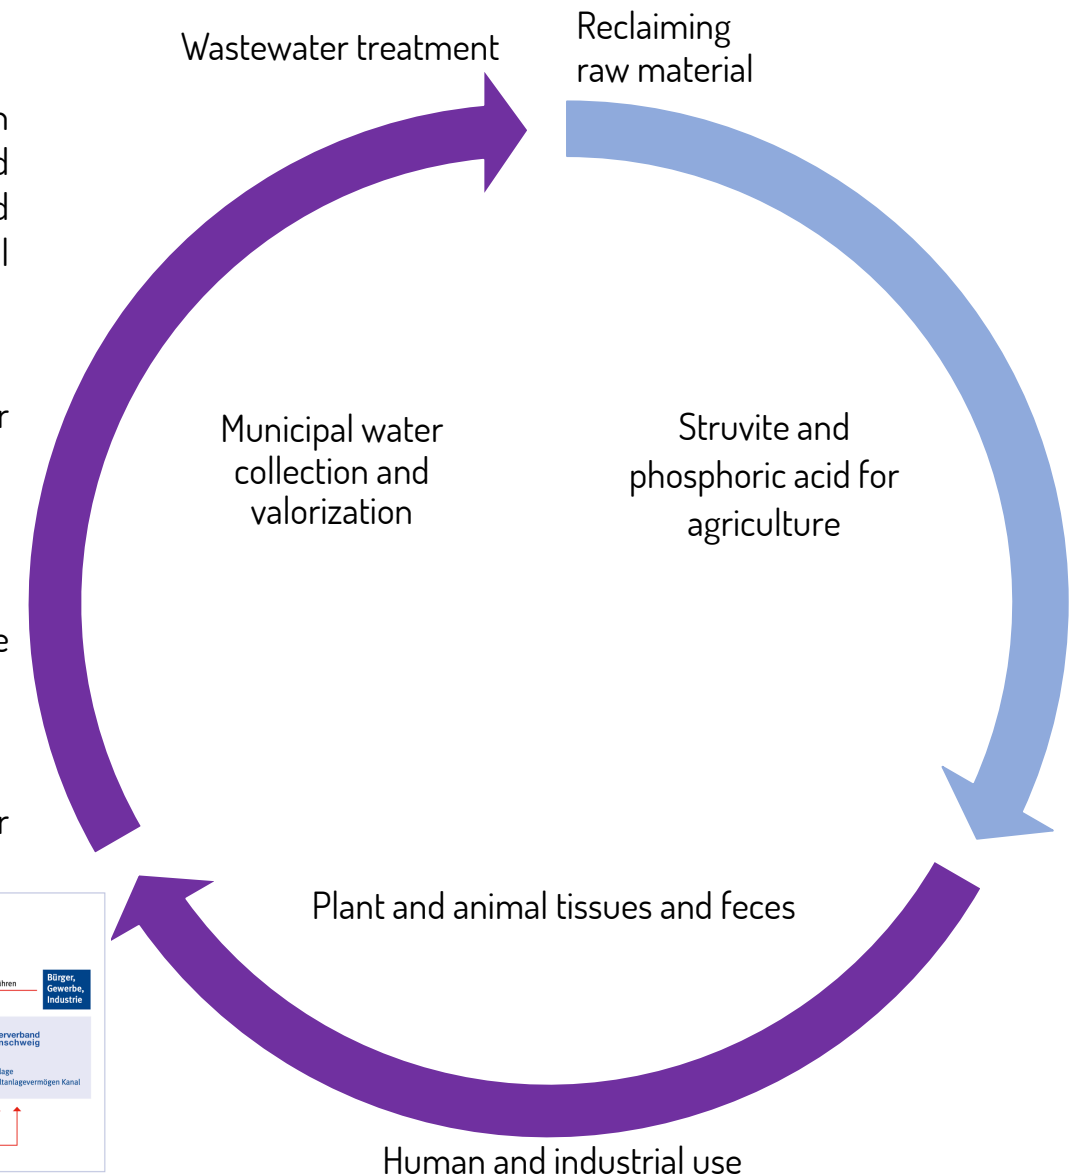 Wastewater treatment
Reclaiming
raw material
Municipal water
collection and
valorization
Struvite and
phosphoric acid for
agriculture
Plant and animal tissues and feces
Bürger,
Gewerbe,
Industrie
Human and industrial use